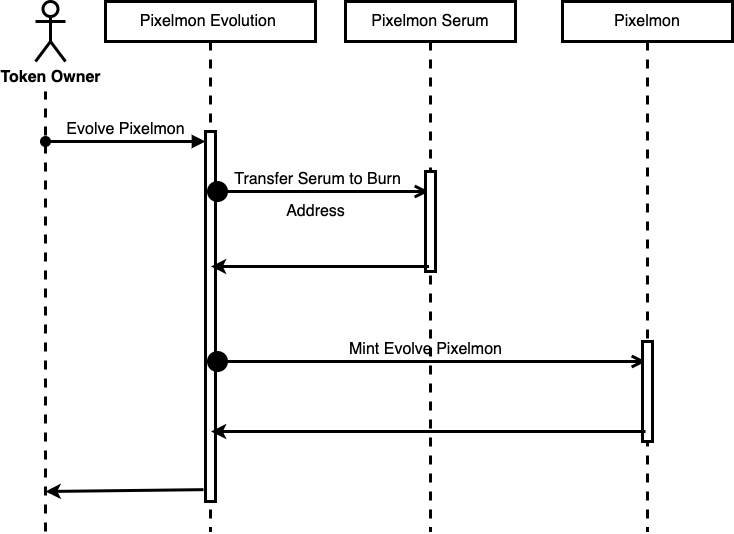 Pixelmon Evolution
Pixelmon Serum
Pixelmon
Token Owner
Evolve Pixelmon
Transfer Serum to Burn
Address
Mint Evolve Pixelmon